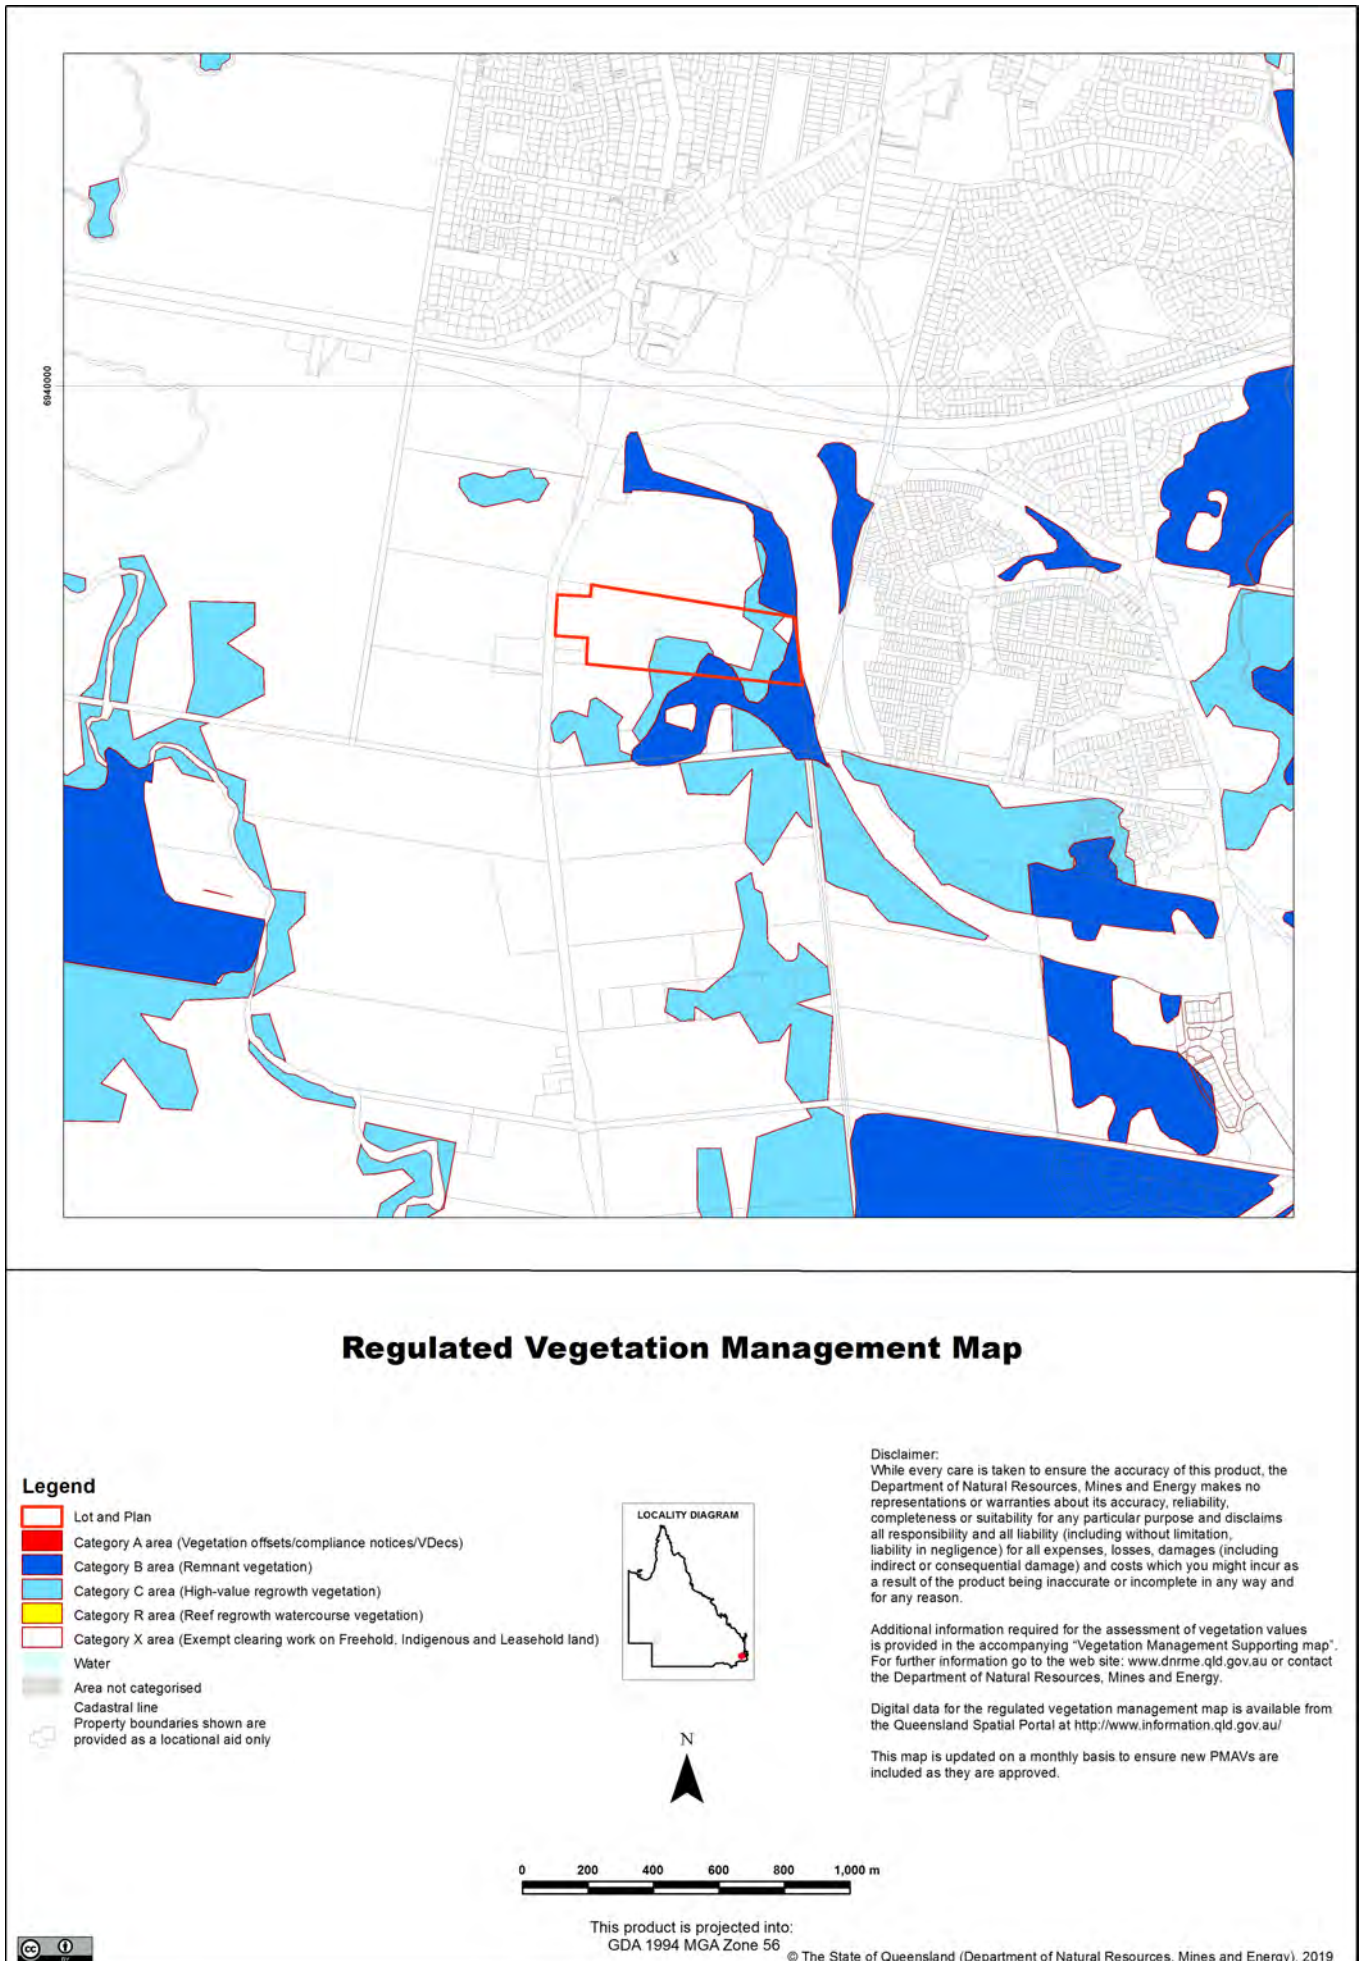 6940000
Regulated Vegetation Management Map
Legend
Lot and Plan
Category A area (Vegetation offsets/compliance notices/VDecs)
Category B area (Remnant vegetation)
Category C area (High-value regrowth vegetation)
Category R area (Reef regrowth watercourse vegetation)
Category X area (Exempt clearing work on Freehold, Indigenous and Leasehold land)
Water
Area not categorised
Cadastral line
Property boundaries shown are
provided as a locational aid only
LOCALITY DIAGRAM
N
Disclaimer:
While every care is taken to ensure the accuracy of this product, the
Department of Natural Resources, Mines and Energy makes no
representations or warranties about its accuracy, reliability,
completeness or suitability for any particular purpose and disclaims
all responsibility and all liability (including without limitation,
liability in negligence) for all expenses, losses, damages (including
indirect or consequential damage) and costs which you might incur as
a result of the product being inaccurate or incomplete in any way and
for any reason.
Additional information required for the assessment of vegetation values
is provided in the accompanying "Vegetation Management Supporting map".
For further information go to the web site: www.dnrme.qld.gov.au or contact
the Department of Natural Resources, Mines and Energy.
Digital data for the regulated vegetation management map is available from
the Queensland Spatial Portal at http://www.information.qld.gov.au/
This map is updated on a monthly basis to ensure new PMAVs are
included as they are approved.
0 200 400 600 800 1,000 m
This product is projected into:
GDA 1994 MGA Zone 56
cc
© The State of Queensland (Department of Natural Resources, Mines and Energy), 2019